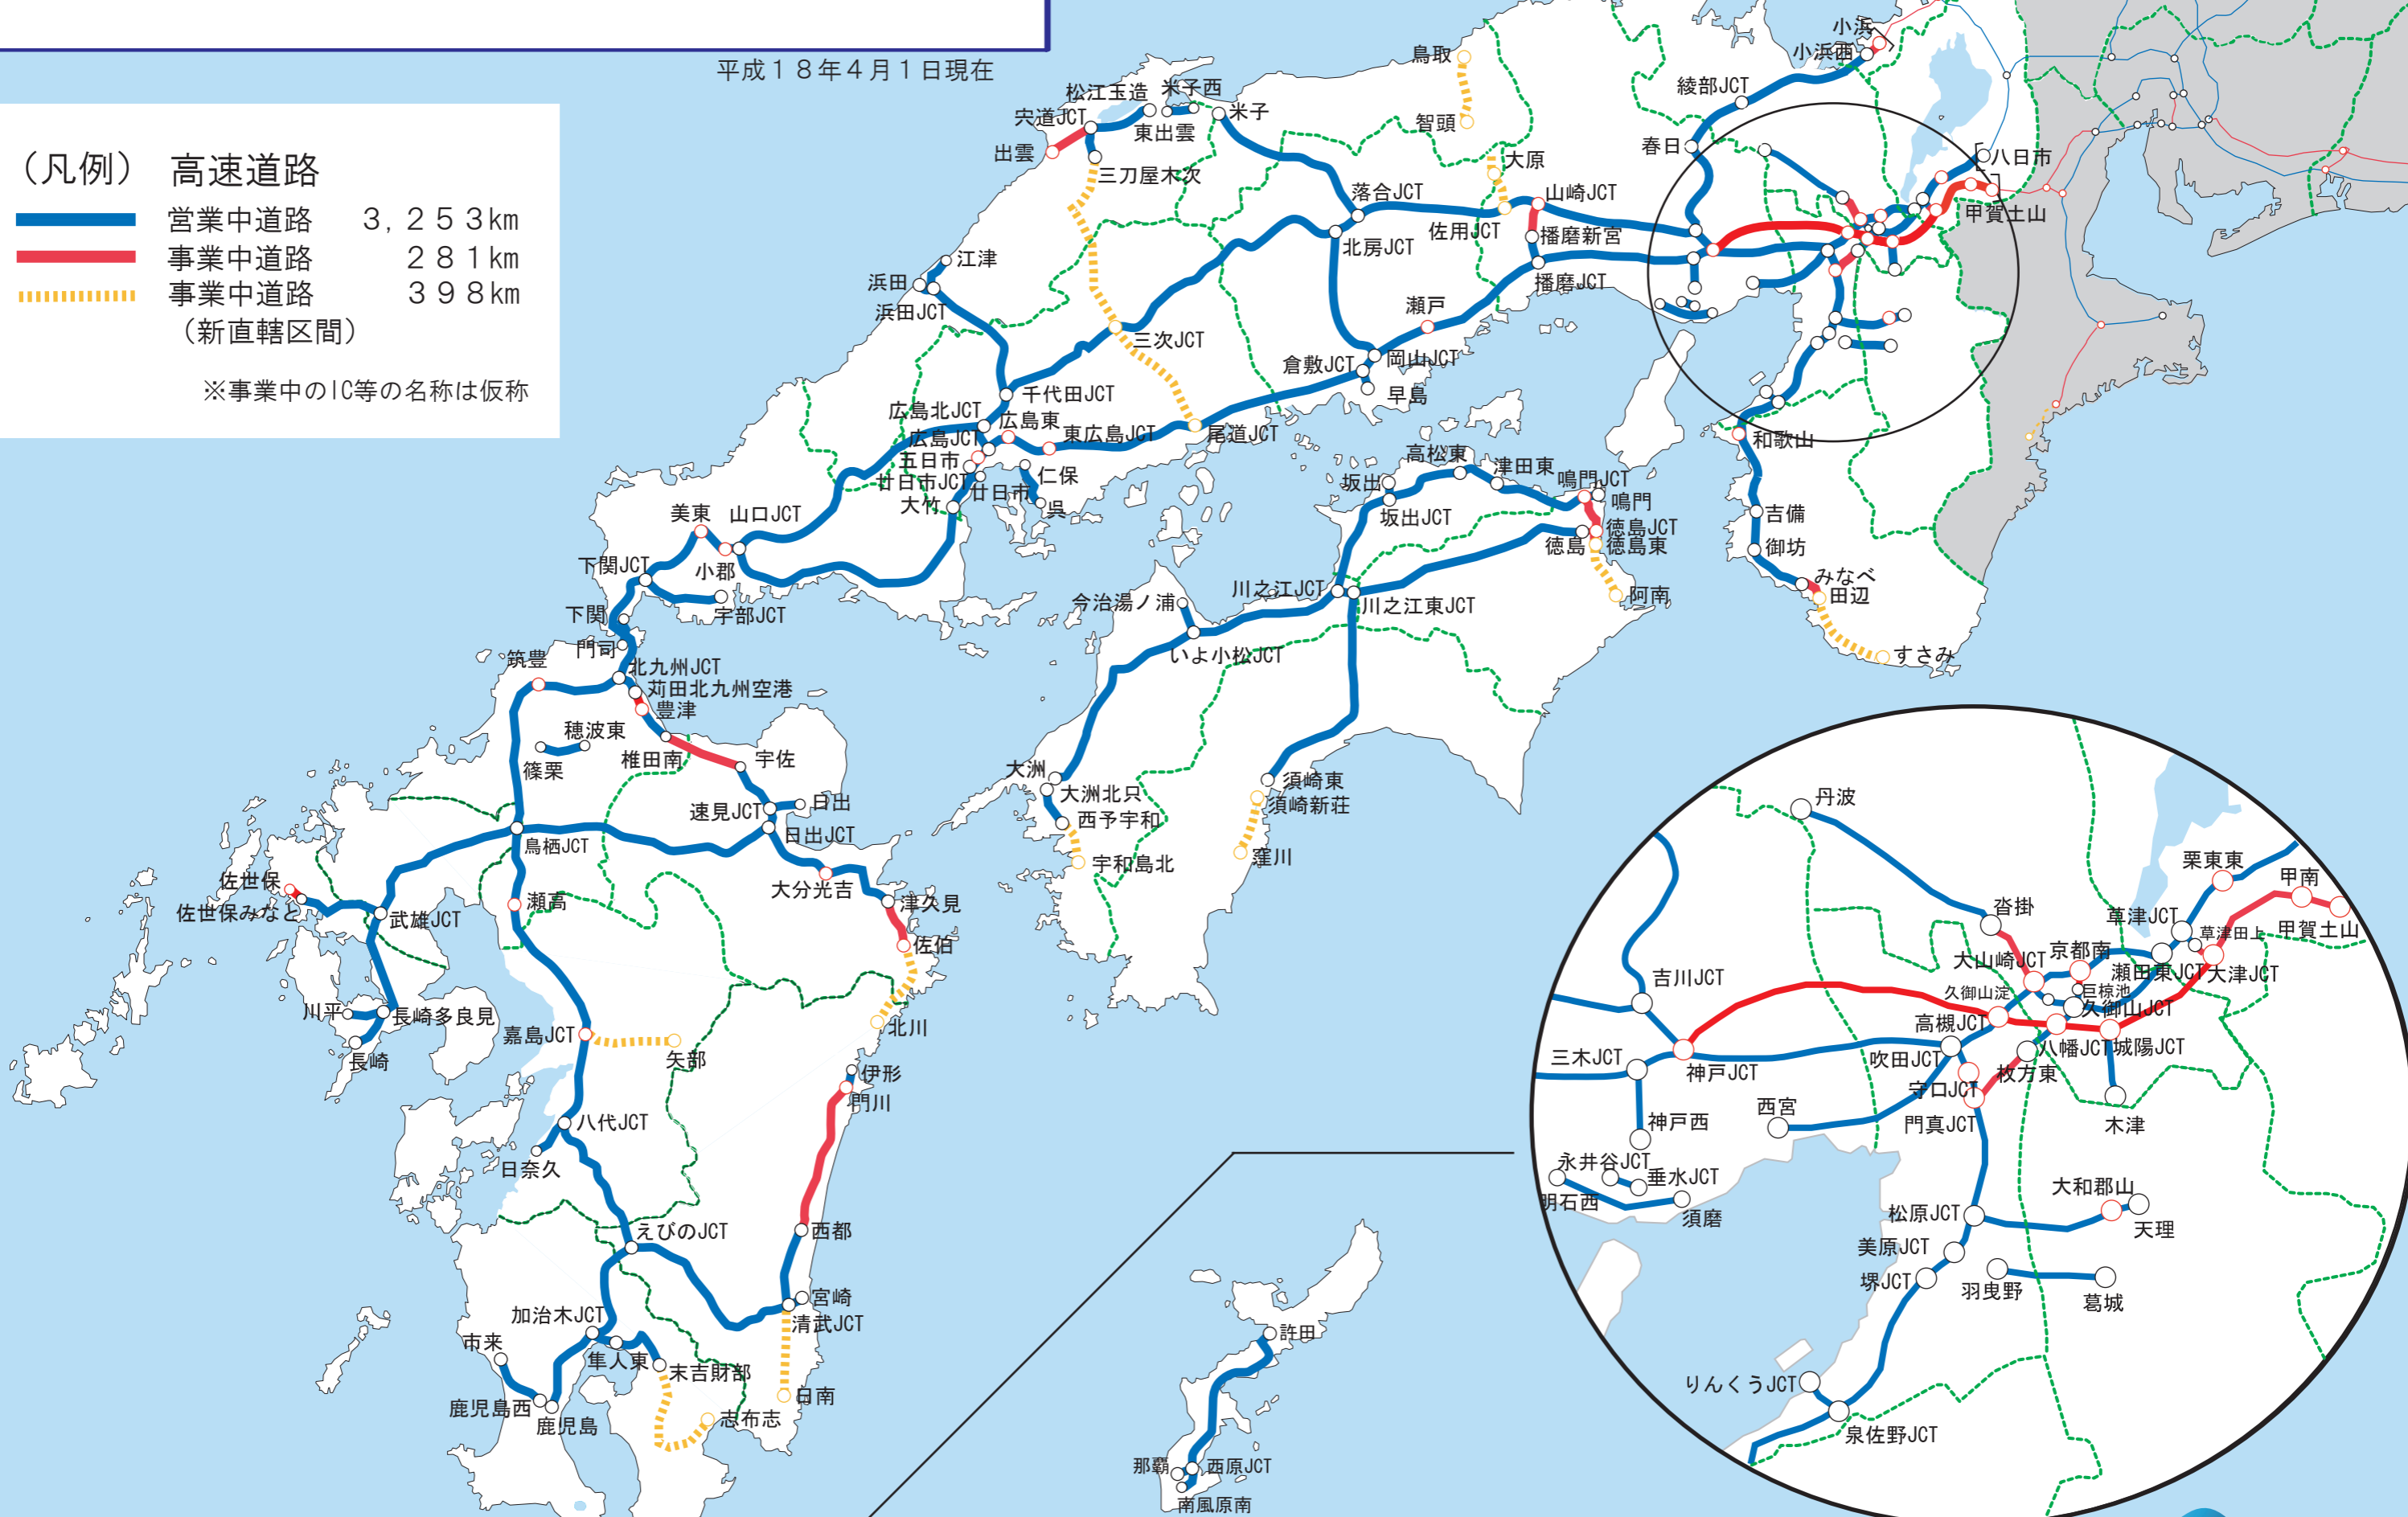 平成１８年４月１日現在
（凡例） 高速道路
営業中道路 ３,２５３km
事業中道路 ２８１km
事業中道路 ３９８km
（新直轄区間）
※事業中のIC等の名称は仮称
小浜
小浜西
綾部JCT
春日
八日市
甲賀土山
鳥取
智頭
大原
山崎JCT
佐用JCT
播磨新宮
播磨JCT
松江玉造
米子西
宍道JCT
東出雲
米子
出雲
三刀屋木次
落合JCT
北房JCT
江津
浜田
浜田JCT
三次JCT
瀬戸
岡山JCT
倉敷JCT
早島
千代田JCT
広島北JCT
広島東
広島JCT
東広島JCT
尾道JCT
五日市
廿日市JCT
廿日市
仁保
呉
大竹
美東
山口JCT
下関JCT
小郡
宇部JCT
下関
門司
高松東
津田東
坂出
坂出JCT
鳴門JCT
鳴門
徳島JCT
徳島
徳島東
阿南
川之江JCT
川之江東JCT
今治湯ノ浦
いよ小松JCT
大洲
大洲北只
西予宇和
宇和島北
須崎東
須崎新荘
窪川
和歌山
吉備
御坊
みなべ
田辺
すさみ
筑豊
北九州JCT
苅田北九州空港
豊津
穂波東
篠栗
椎田南
宇佐
速見JCT
日出
日出JCT
鳥栖JCT
大分光吉
津久見
佐伯
北川
佐世保
佐世保みなと
武雄JCT
瀬高
川平
長崎多良見
長崎
嘉島JCT
矢部
伊形
門川
八代JCT
日奈久
えびのJCT
西都
宮崎
清武JCT
日南
加治木JCT
市来
隼人東
末吉財部
鹿児島西
鹿児島
志布志
許田
那覇
西原JCT
南風原南
丹波
栗東東
甲南
沓掛
草津JCT
草津田上
甲賀土山
京都南
大山崎JCT
瀬田東JCT
大津JCT
吉川JCT
久御山淀
巨椋池
久御山JCT
高槻JCT
八幡JCT
城陽JCT
三木JCT
神戸JCT
吹田JCT
枚方東
守口JCT
神戸西
西宮
門真JCT
木津
永井谷JCT
垂水JCT
明石西
須磨
大和郡山
松原JCT
天理
美原JCT
堺JCT
羽曳野
葛城
りんくうJCT
泉佐野JCT